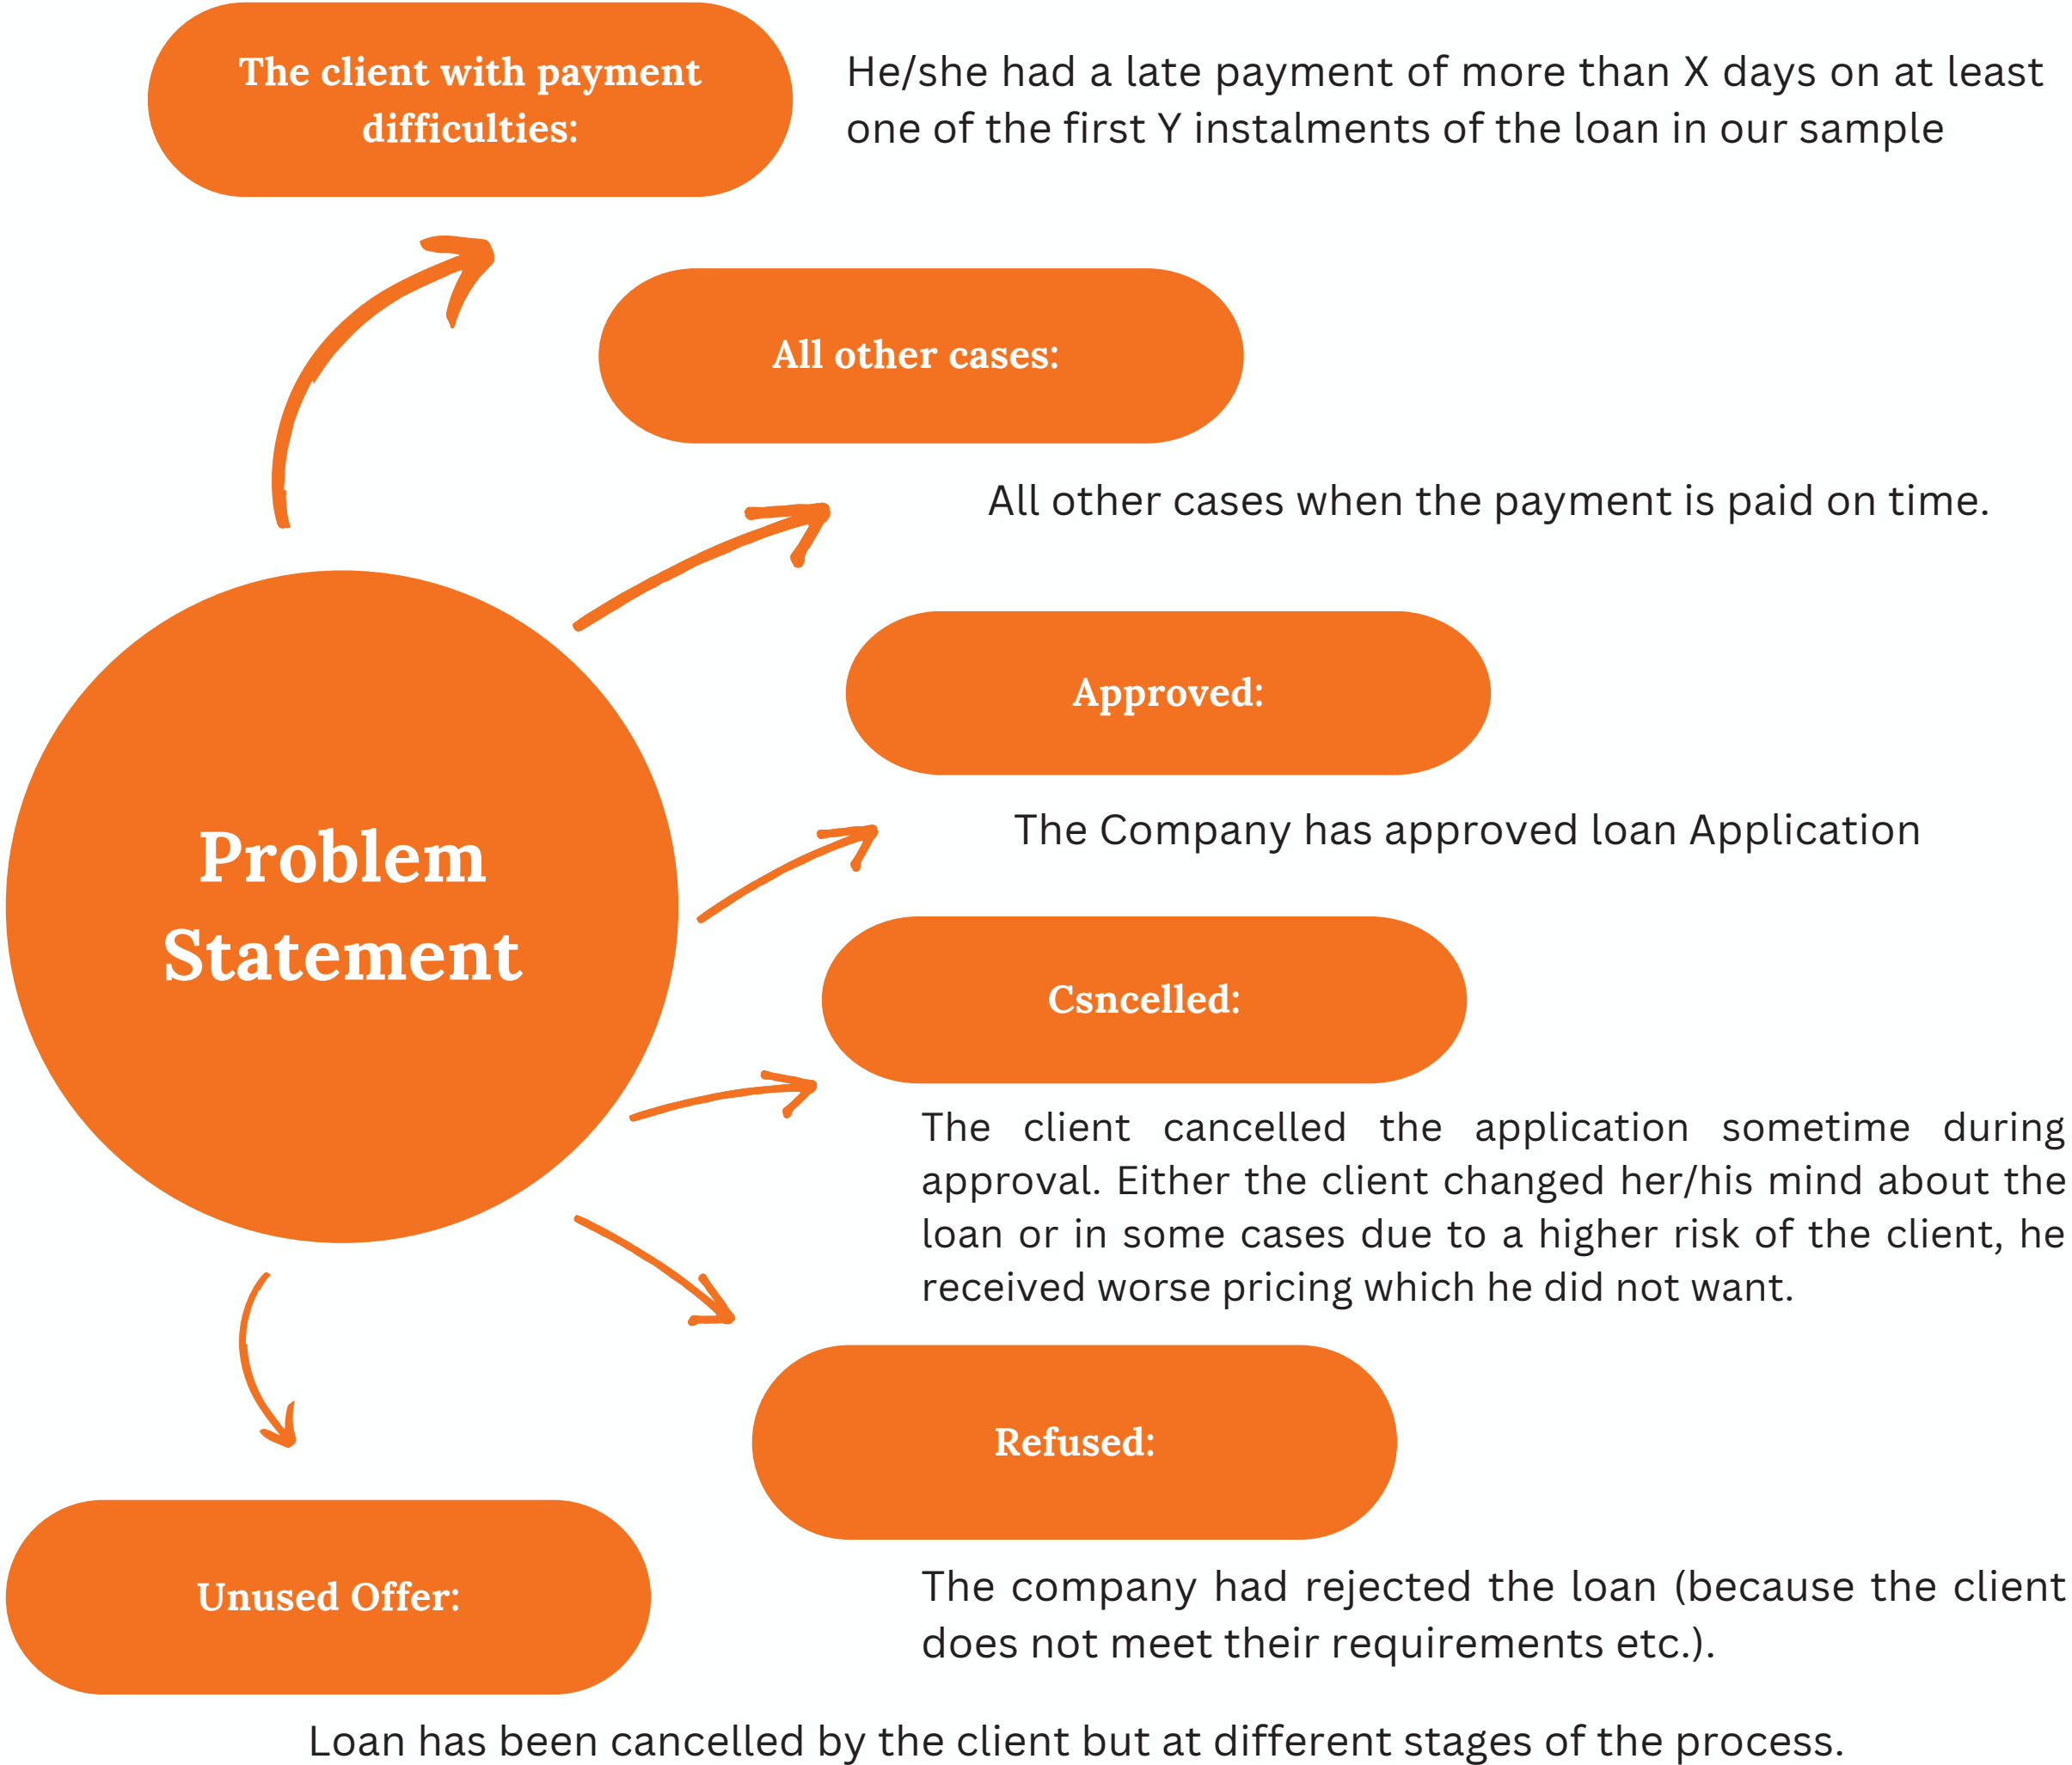 The client with payment
difficulties:
He/she had a late payment of more than X days on at least
one of the first Y instalments of the loan in our sample
All other cases:
All other cases when the payment is paid on time.
Approved:
The Company has approved loan Application
Problem
Statement
Csncelled:
The client cancelled the application sometime during
approval. Either the client changed her/his mind about the
loan or in some cases due to a higher risk of the client, he
received worse pricing which he did not want.
Refused:
The company had rejected the loan (because the client
does not meet their requirements etc.).
Unused Offer:
Loan has been cancelled by the client but at different stages of the process.